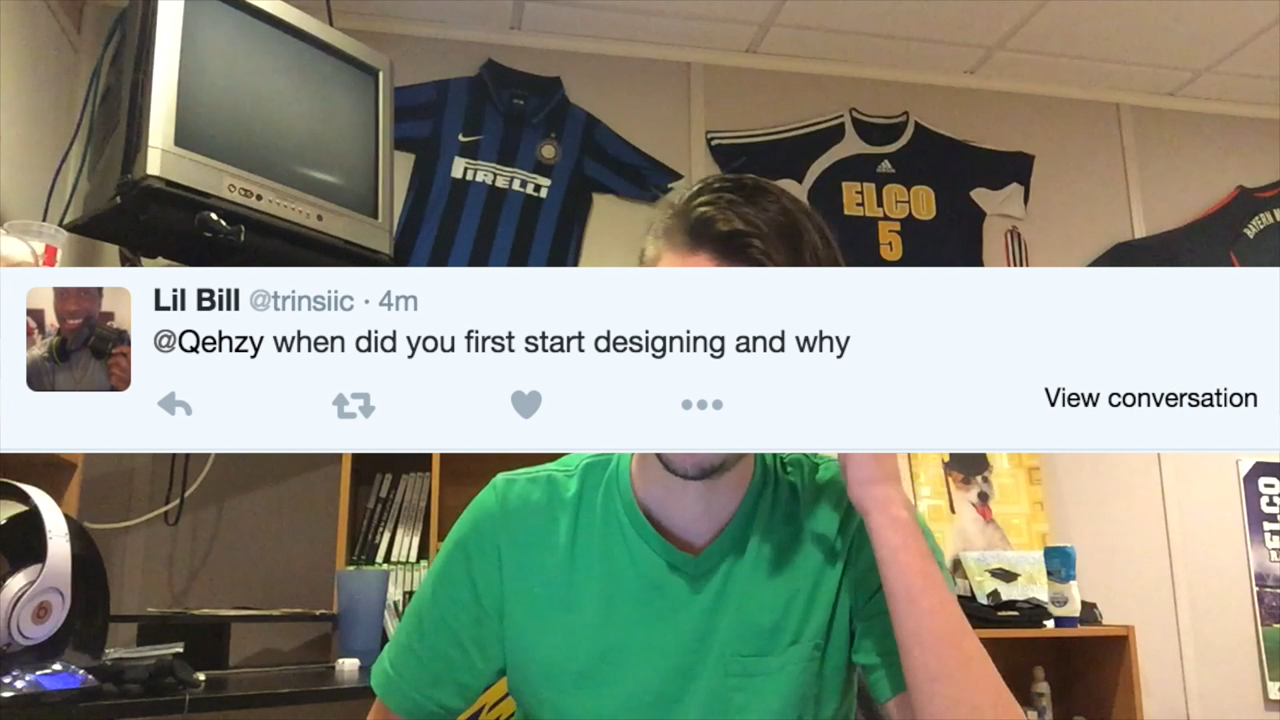 PIRELLI
ELCO
5
BAYERN
Lil Bill @trinsiic · 4m
@Qehzy when did you first start designing and why
View conversation
ELCO